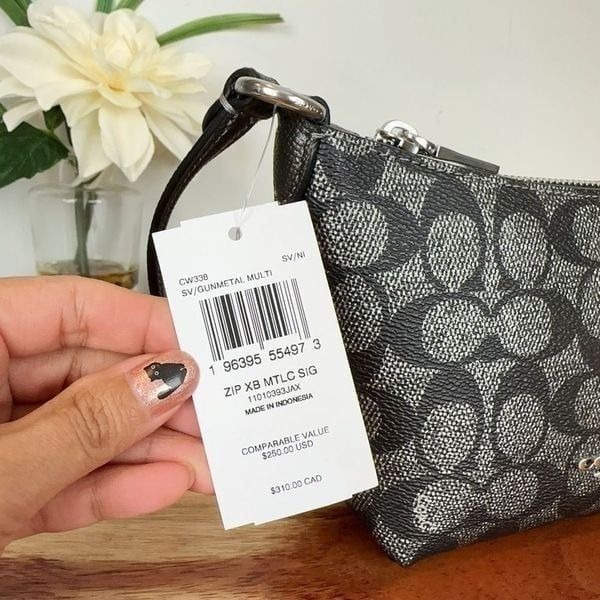 CW338 SV/NI
SV/GUNMETAL MULTI
1 96395 55497 3
ZIP XB MTLC SIG
11010393JAX
MADE IN INDONESIA
COMPARABLE VALUE
$250.00 USD
$310.00 CAD